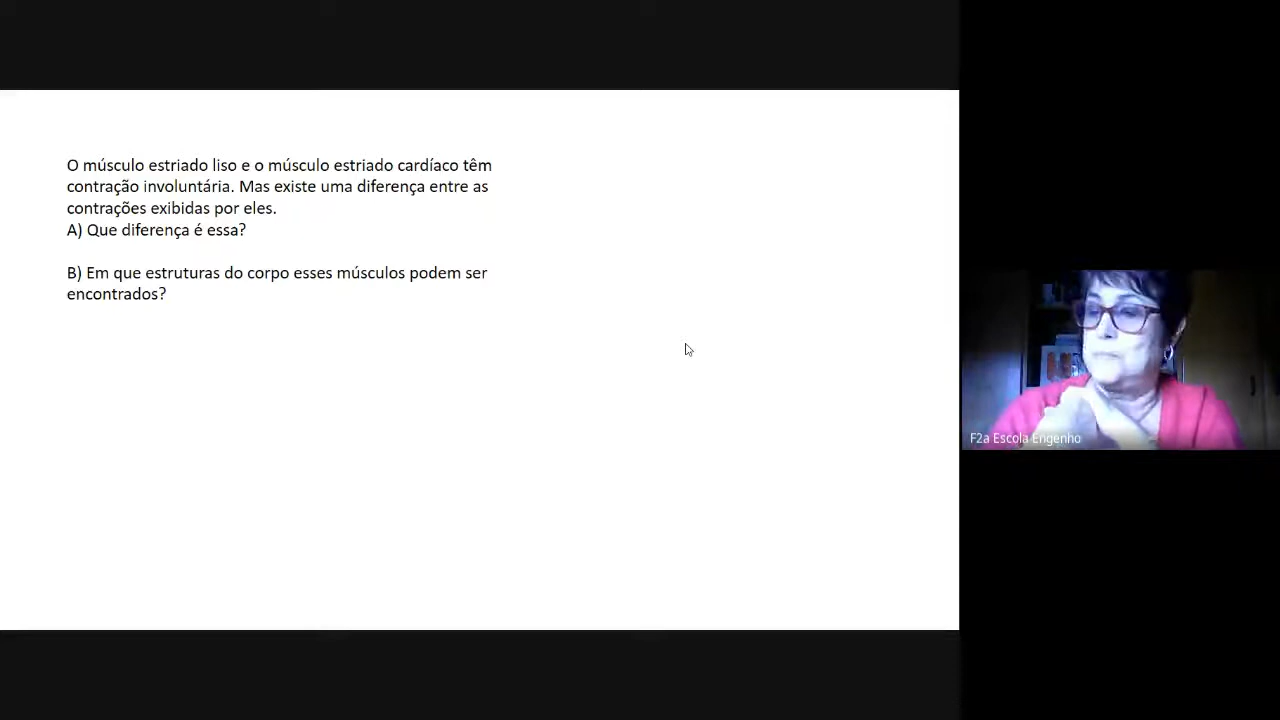 O músculo estriado liso e o músculo estriado cardíaco têm
contração involuntária. Mas existe uma diferença entre as
contrações exibidas por eles.
A) Que diferença é essa?
B) Em que estruturas do corpo esses músculos podem ser
encontrados?
F2a Escola Engenho